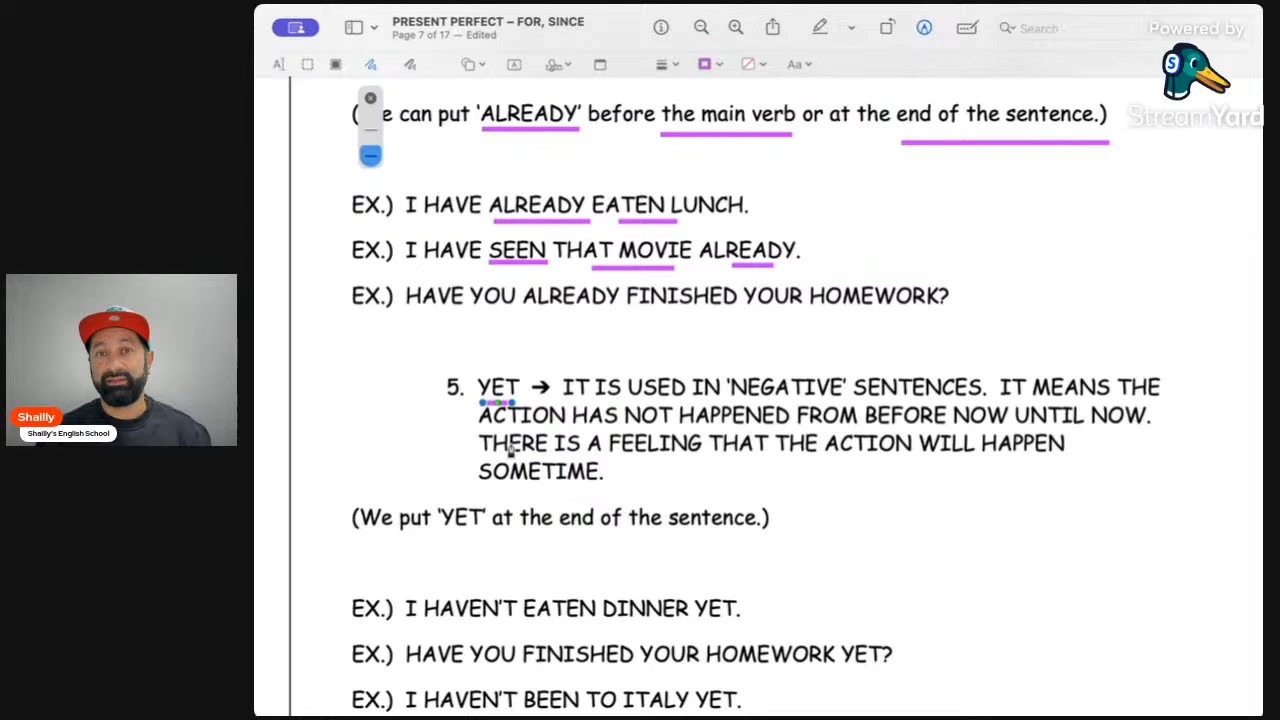 PRESENT PERFECT – FOR, SINCE
Page 7 of 17 — Edited
Search
Powered by
StreamYard
e can put ‘ALREADY’ before the main verb or at the end of the sentence.)
EX.) I HAVE ALREADY EATEN LUNCH.
EX.) I HAVE SEEN THAT MOVIE ALREADY.
EX.) HAVE YOU ALREADY FINISHED YOUR HOMEWORK?
5. YET ➔ IT IS USED IN ‘NEGATIVE’ SENTENCES. IT MEANS THE
ACTION HAS NOT HAPPENED FROM BEFORE NOW UNTIL NOW.
THERE IS A FEELING THAT THE ACTION WILL HAPPEN
SOMETIME.
(We put ‘YET’ at the end of the sentence.)
EX.) I HAVEN’T EATEN DINNER YET.
EX.) HAVE YOU FINISHED YOUR HOMEWORK YET?
EX.) I HAVEN’T BEEN TO ITALY YET.
Shailly
Shailly's English School